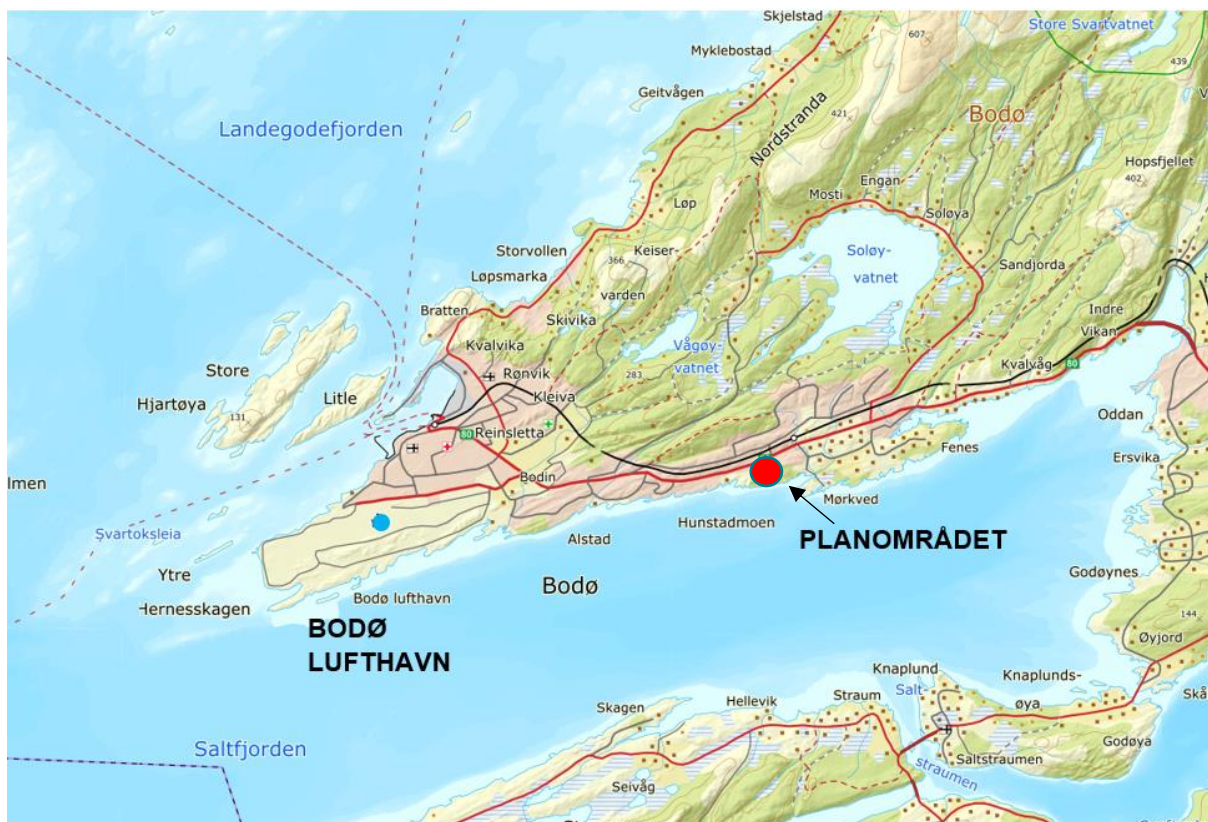 Skjelstad
Store Svartvatnet
607
Myklebostad
439
Geitvågen
Landegodefjorden
421
Nordstranda
Bodø
Hopsfjellet
402
Engan
Mosti
Løp
Soløya
Storvollen
Keiser-
varden
366
Soløy-
vatnet
Løpsmarka
Sandjorda
Bratten
Skivika
Indre
Vikan
Kvalvika
Vågøy-
vatnet
Store
Hjartøya
131
Litle
Rønvik
283
Kvalvåg
80
Kleiva
Oddan
80
Reinsletta
Fenes
Ersvika
Bodin
lmen
Mørkved
Hunstadmoen
PLANOMRÅDET
Svartoksleia
Alstad
Ytre
Bodø
Godøynes
Hernesskagen
Bodø lufthavn
144
BODØ
LUFTHAVN
Øyjord
Knaplund
Knaplunds-
øya
Salt-
straumen
Hellevik
Straum
Skå
Skagen
Godøya
Saltfjorden
Saltstraumen
Seivåg